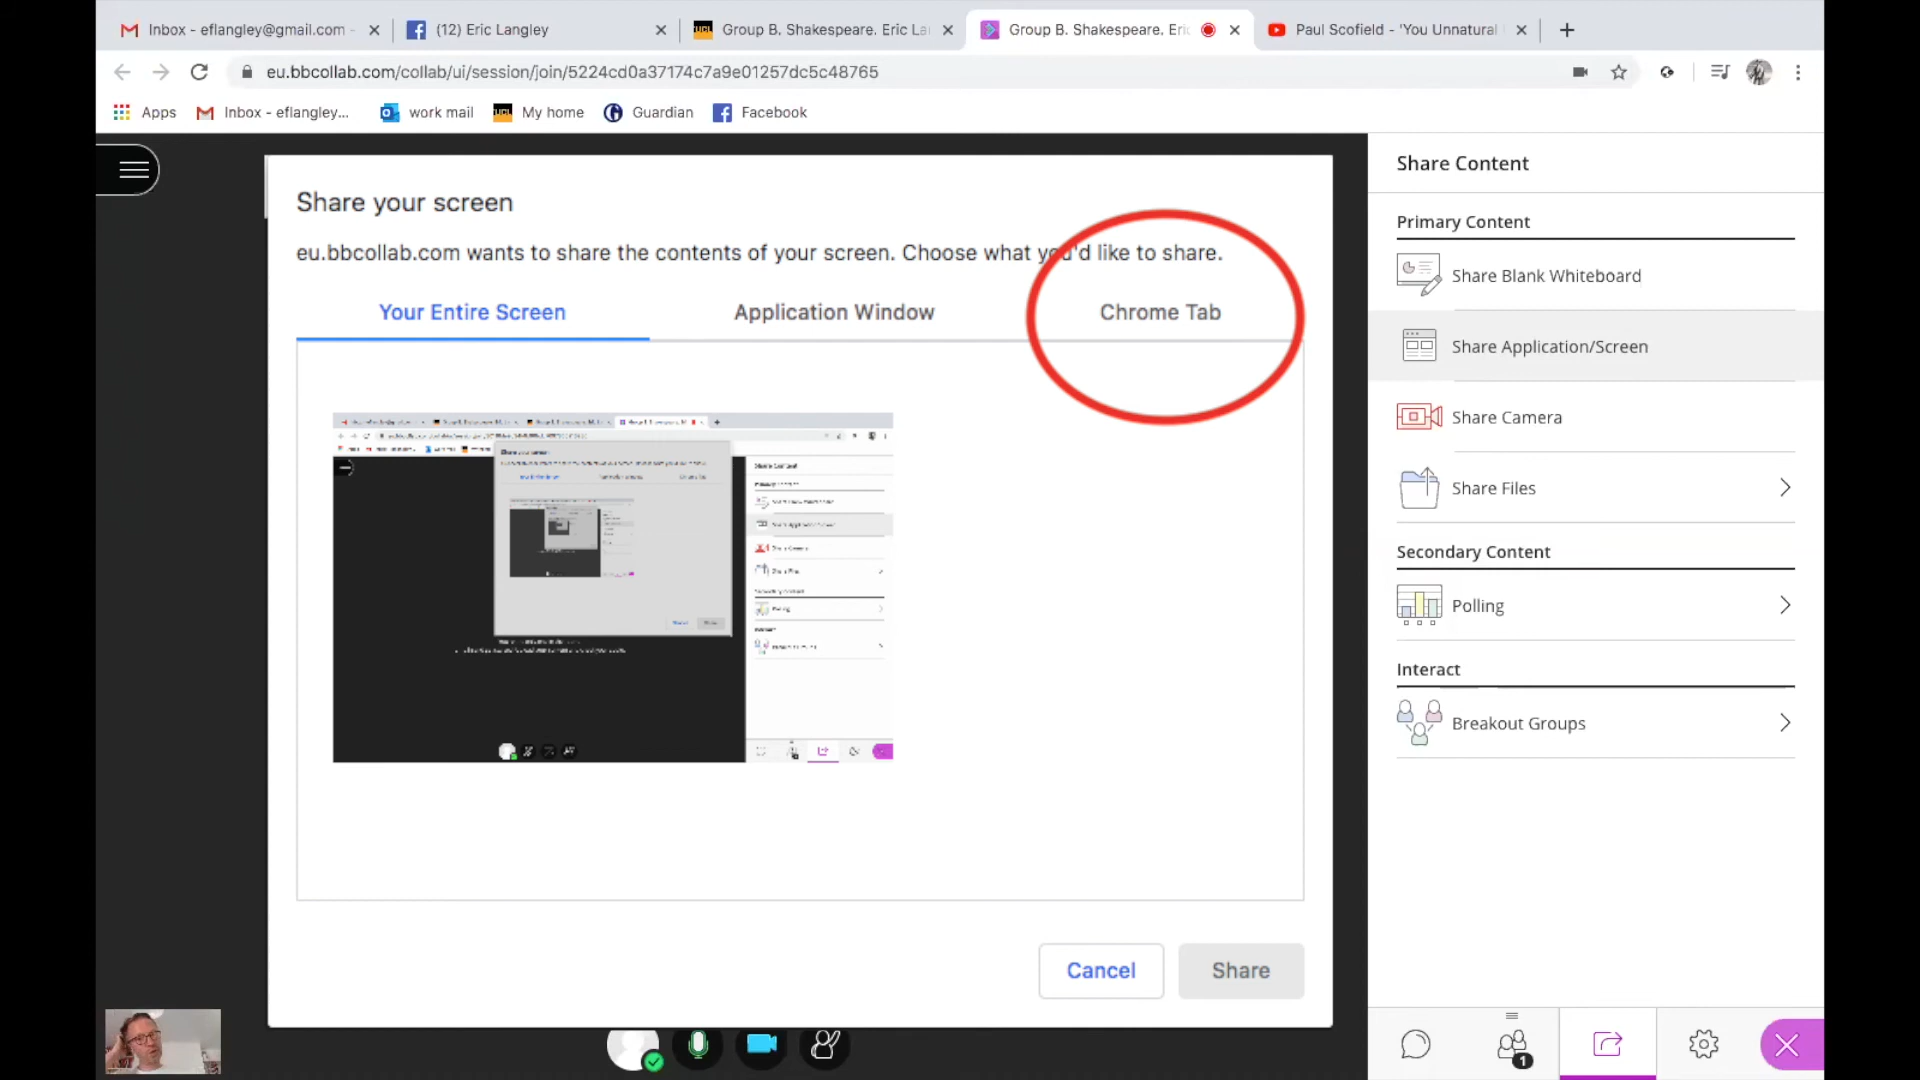 Inbox - eflangley@gmail.com -
(12) Eric Langley
Group B. Shakespeare. Eric La
Group B. Shakespeare. Eric
Paul Scofield - 'You Unnatural
eu.bbcollab.com/collab/ui/session/join/5224cd0a37174c7a9e01257dc5c48765
Apps
Inbox - eflangley...
work mail
UCL
My home
Guardian
Facebook
Share your screen
eu.bbcollab.com wants to share the contents of your screen. Choose what you'd like to share.
Your Entire Screen
Application Window
Chrome Tab
Cancel
Share
Share Content
Primary Content
Share Blank Whiteboard
Share Application/Screen
Share Camera
Share Files
Secondary Content
Polling
Interact
Breakout Groups
1